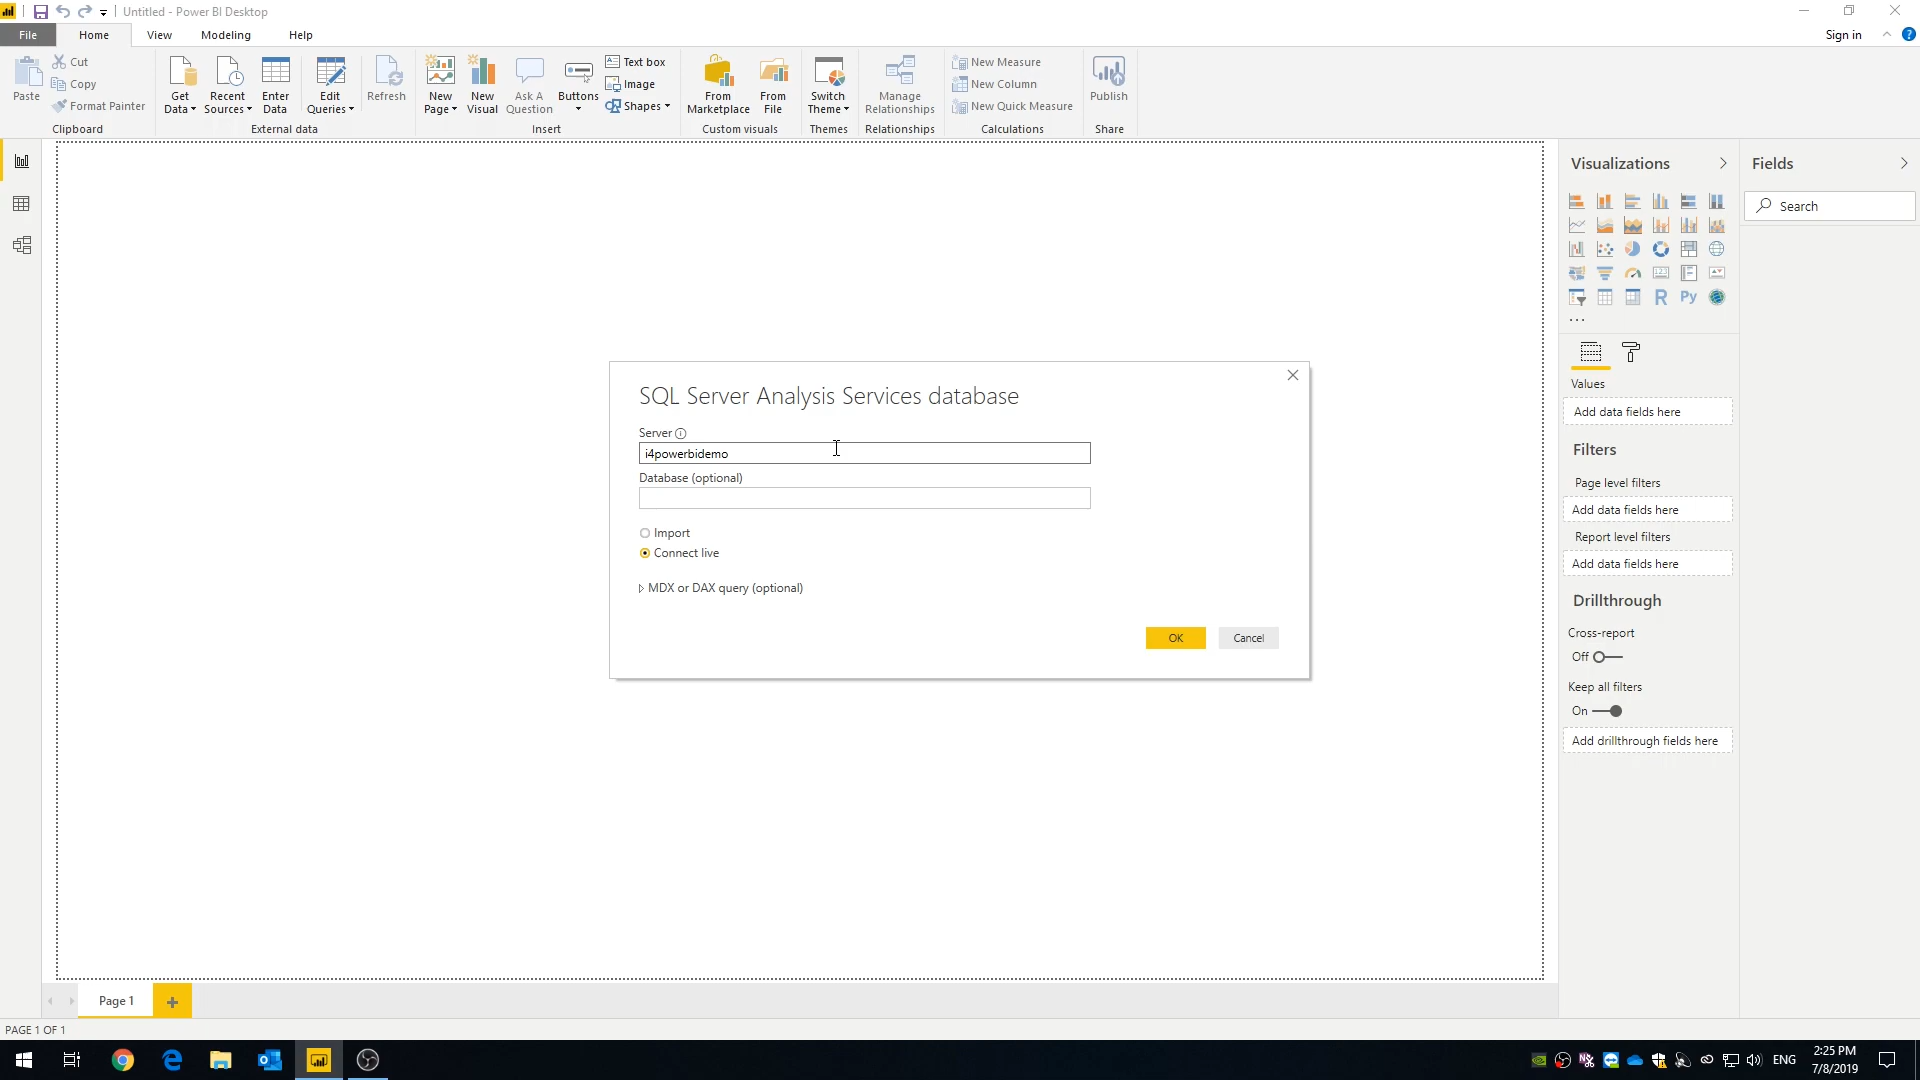 Untitled - Power BI Desktop
File Home View Modeling Help
Sign in
Paste
Cut
Copy
Format Painter
Clipboard
Get Data
Recent Sources
Enter Data
External data
Edit Queries
Refresh
New Page
New Visual
Ask A Question
Buttons
Text box
Image
Shapes
Insert
From Marketplace
From File
Custom visuals
Switch Theme
Themes
Manage Relationships
Relationships
New Measure
New Column
New Quick Measure
Calculations
Publish
Share
SQL Server Analysis Services database
Server
i4powerbidemo
Database (optional)
Import
Connect live
MDX or DAX query (optional)
OK Cancel
Visualizations
R Py
123
...
Values
Add data fields here
Filters
Page level filters
Add data fields here
Report level filters
Add data fields here
Drillthrough
Cross-report
Off
Keep all filters
On
Add drillthrough fields here
Fields
Search
Page 1
PAGE 1 OF 1
ENG
2:25 PM
7/8/2019